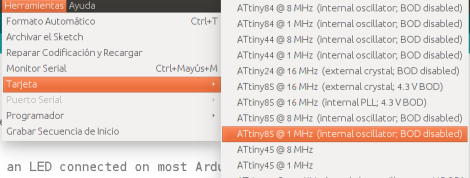 Herramientas Ayuda
Formato Automático Ctrl+T
Archivar el Sketch
Reparar Codificación y Recargar
Monitor Serial Ctrl+Mayús+M
Tarjeta
Puerto Serial
Programador
Grabar Secuencia de Inicio
an LED connected on most Ardu
ATtiny84 @ 8 MHz (internal oscillator; BOD disabled)
ATtiny84 @ 1 MHz (internal oscillator; BOD disabled)
ATtiny44 @ 8 MHz (internal oscillator; BOD disabled)
ATtiny44 @ 1 MHz (internal oscillator; BOD disabled)
ATtiny24 @ 16 MHz (external crystal; BOD disabled)
ATtiny85 @ 16 MHz (external crystal; 4.3 V BOD)
ATtiny85 @ 16 MHz (internal PLL; 4.3 V BOD)
ATtiny85 @ 8 MHz (internal oscillator; BOD disabled)
ATtiny85 @ 1 MHz (internal oscillator; BOD disabled)
ATtiny45 @ 8 MHz
ATtiny45 @ 1 MHz